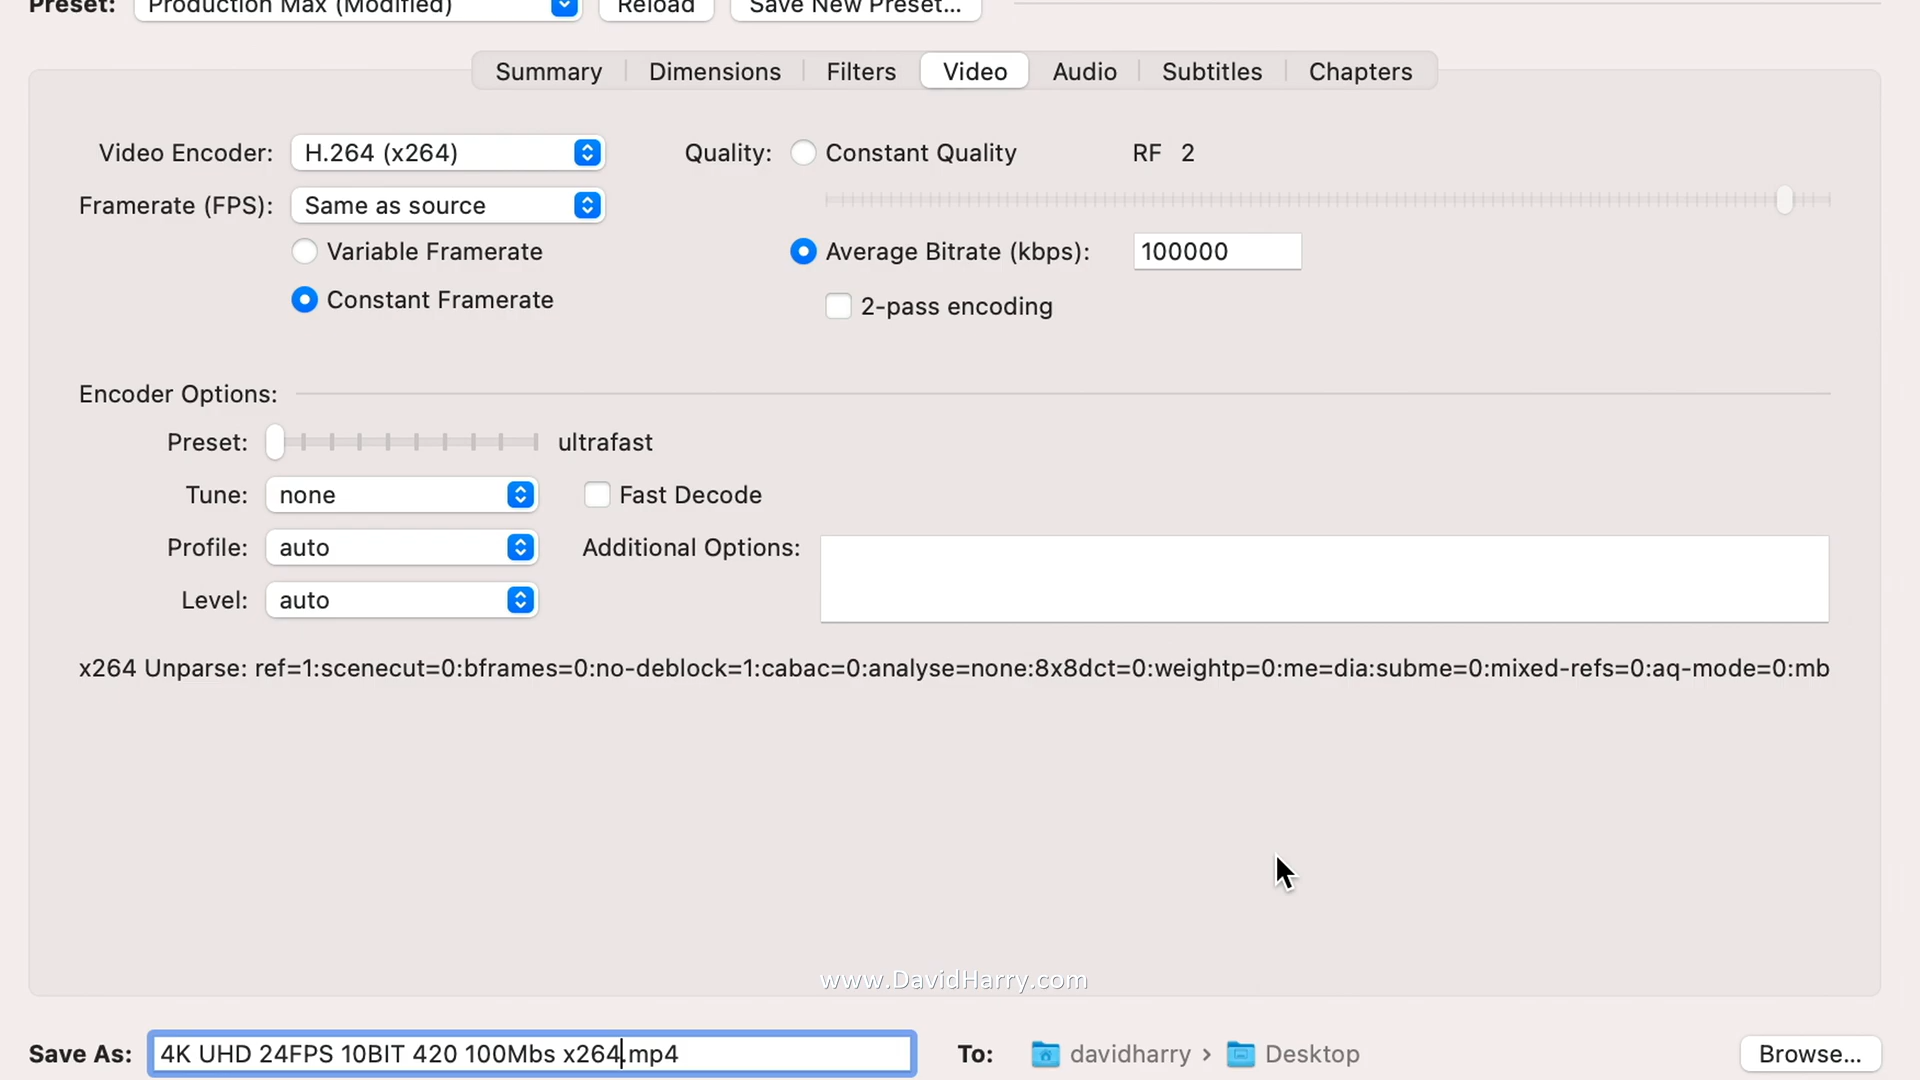 Preset: Production Max (Modified) Reload Save New Preset...
Summary Dimensions Filters Video Audio Subtitles Chapters
Video Encoder: H.264 (x264) Quality: Constant Quality RF 2
Framerate (FPS): Same as source
Variable Framerate Average Bitrate (kbps): 100000
Constant Framerate 2-pass encoding
Encoder Options:
Preset: ultrafast
Tune: none Fast Decode
Profile: auto Additional Options:
Level: auto
x264 Unparse: ref=1:scenecut=0:bframes=0:no-deblock=1:cabac=0:analyse=none:8x8dct=0:weightp=0:me=dia:subme=0:mixed-refs=0:aq-mode=0:mb
www.DavidHarry.com
Save As: 4K UHD 24FPS 10BIT 420 100Mbs x264.mp4 To: davidharry › Desktop Browse...